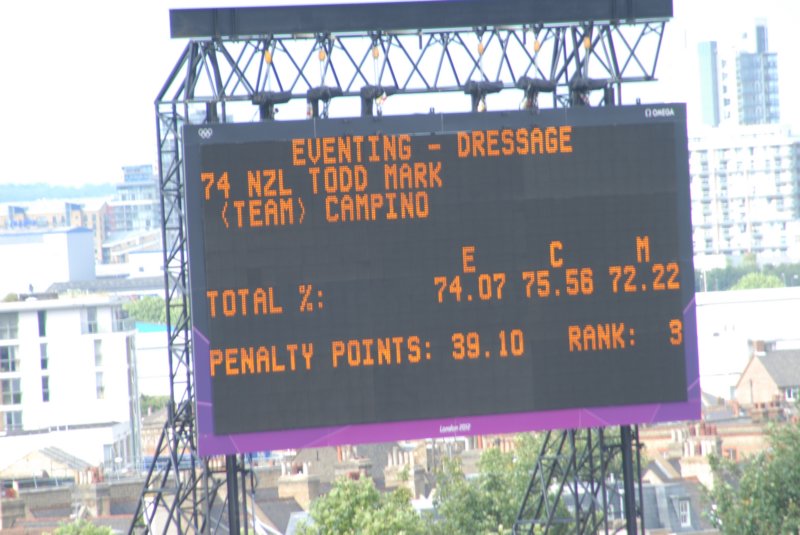 OMEGA
EVENTING - DRESSAGE
74 NZL TODD MARK
(TEAM) CAMPINO
E C M
TOTAL %: 74.07 75.56 72.22
PENALTY POINTS: 39.10 RANK: 3
London 2012